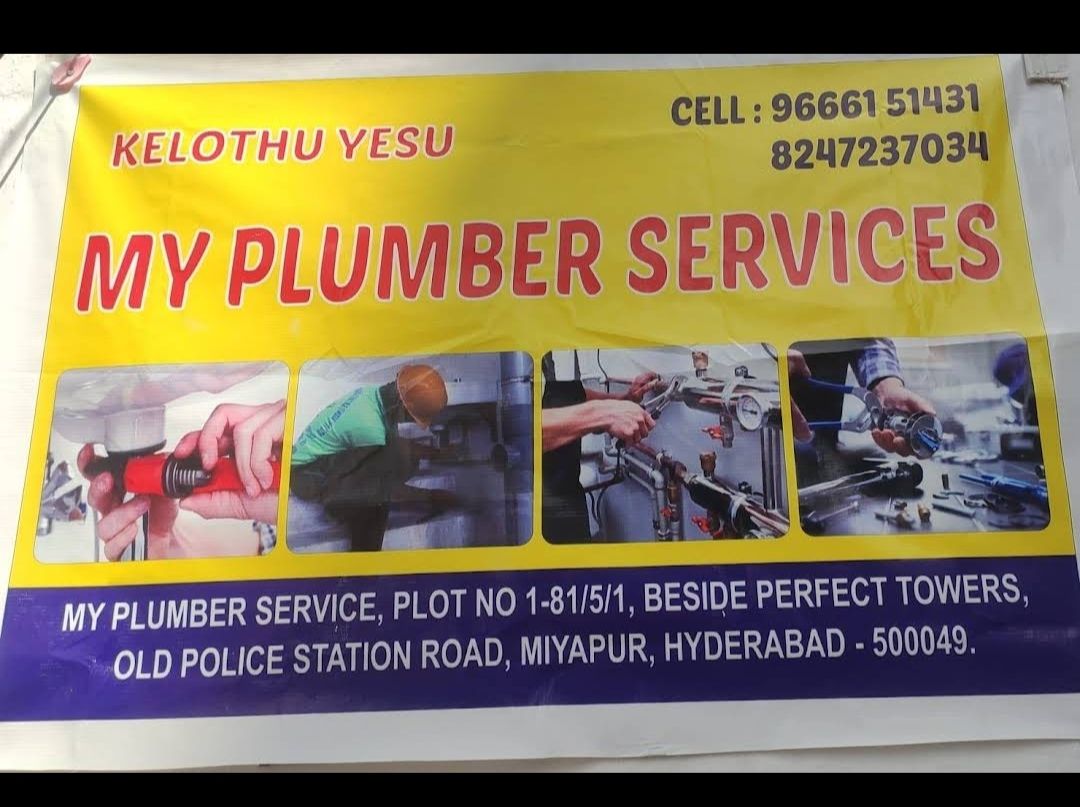 KELOTHU YESU
CELL : 96661 51431
8247237034
MY PLUMBER SERVICES
MY PLUMBER SERVICE, PLOT NO 1-81/5/1, BESIDE PERFECT TOWERS,
OLD POLICE STATION ROAD, MIYAPUR, HYDERABAD - 500049.